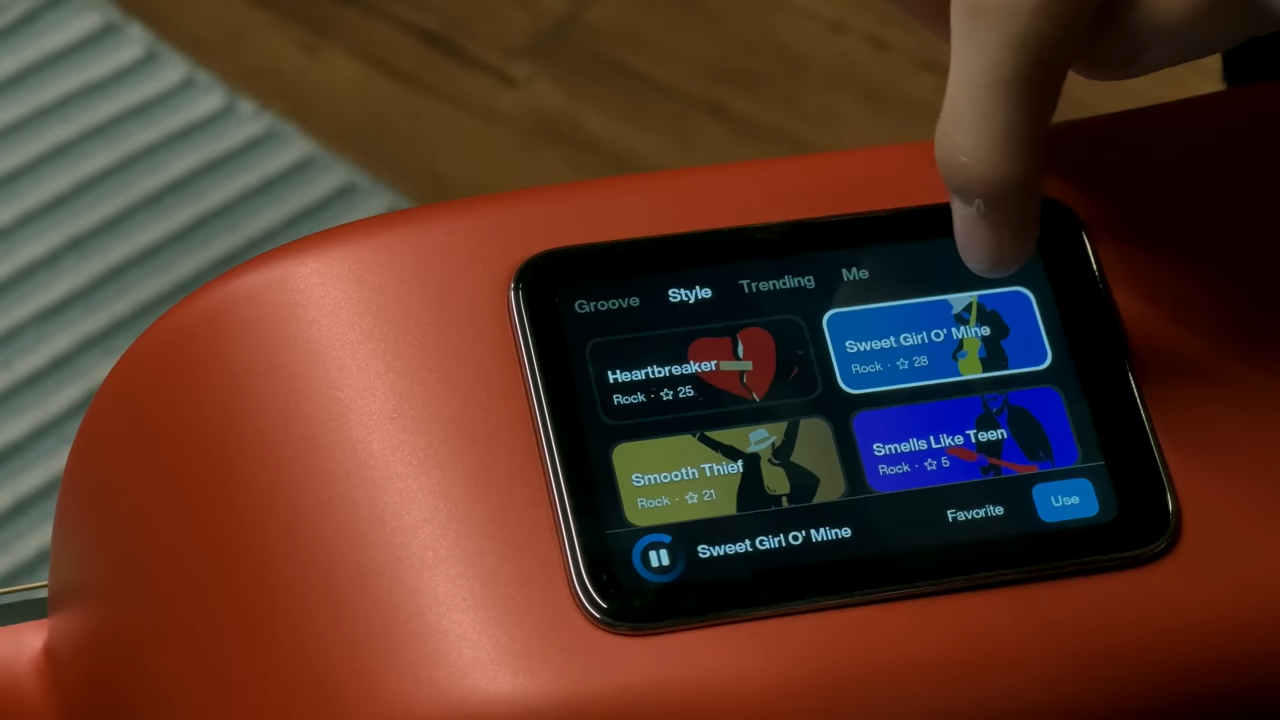 Groove Style Trending Me
Heartbreaker
Rock · ☆ 25
Sweet Girl O' Mine
Rock · ☆ 28
Smooth Thief
Rock · ☆ 21
Smells Like Teen
Rock · ☆ 5
Sweet Girl O' Mine
Favorite
Use